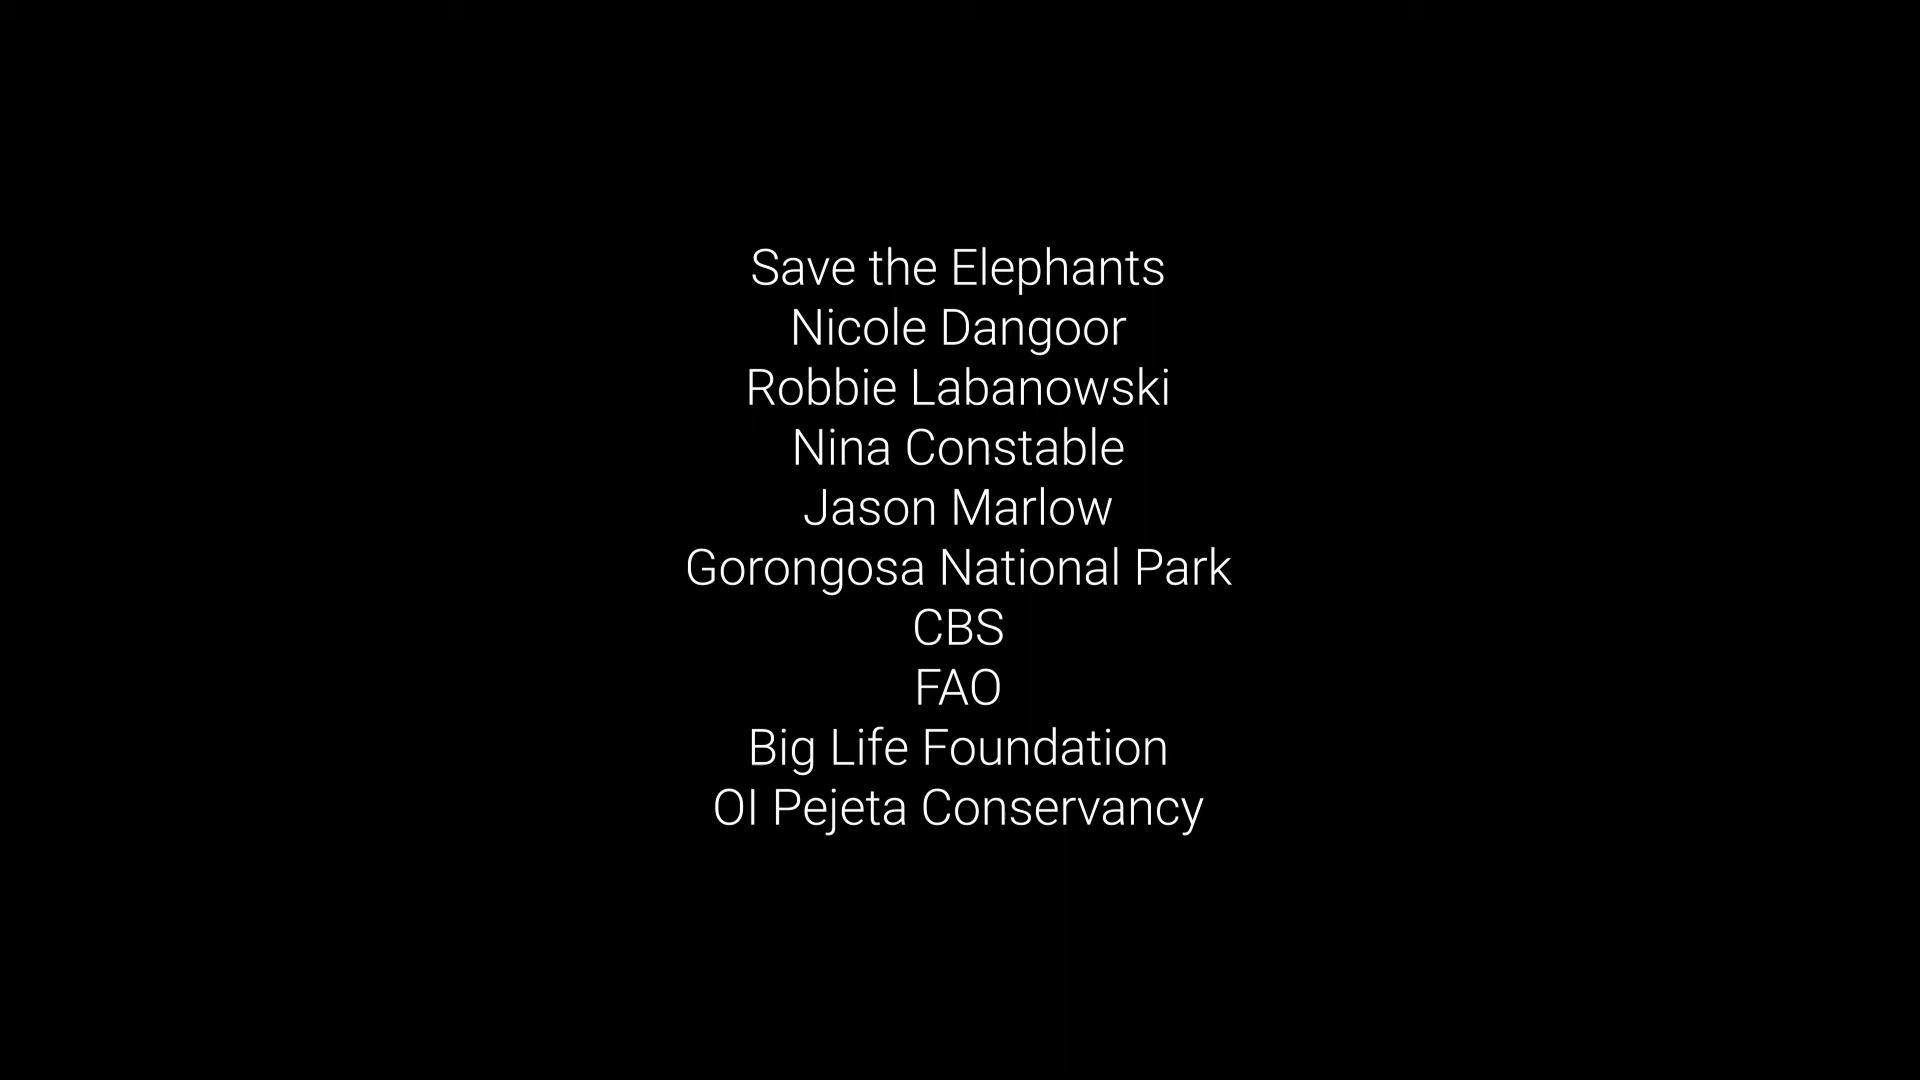 Save the Elephants
Nicole Dangoor
Robbie Labanowski
Nina Constable
Jason Marlow
Gorongosa National Park
CBS
FAO
Big Life Foundation
Ol Pejeta Conservancy